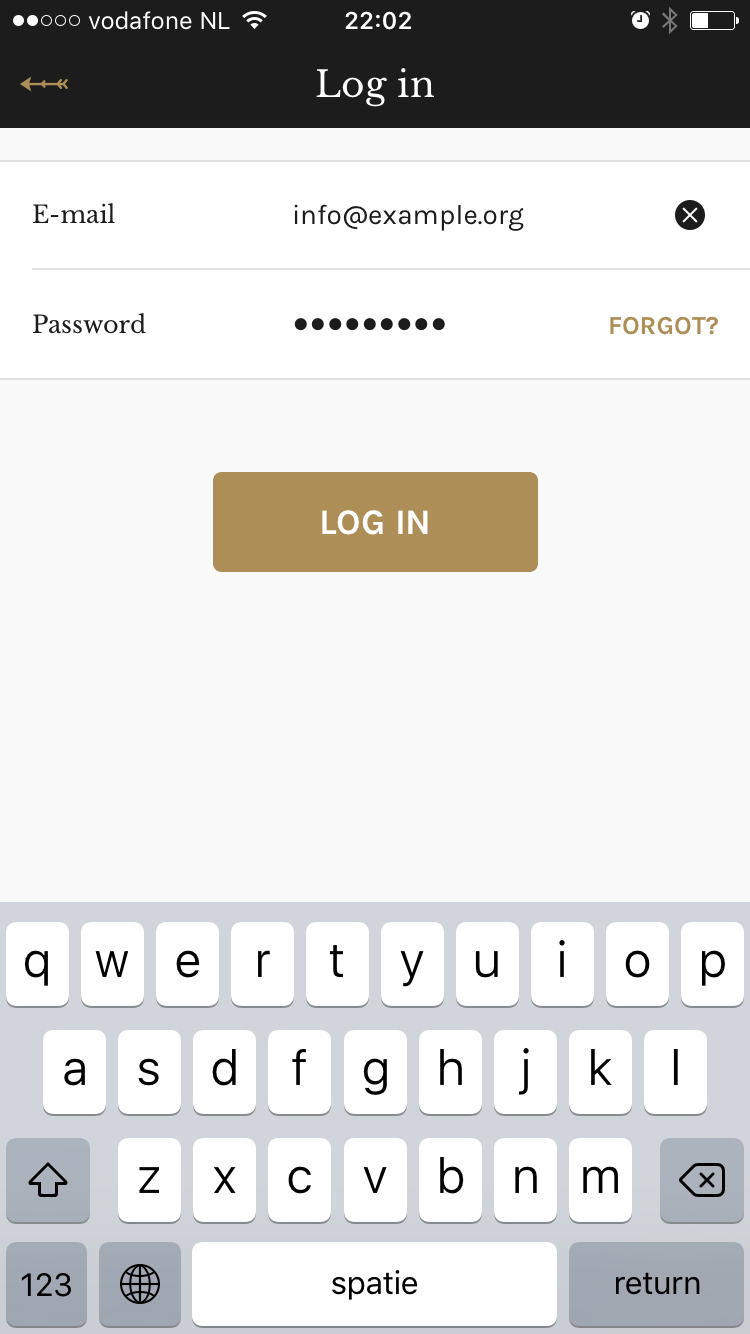 vodafone NL 22:02
Log in
E-mail info@example.org
Password ●●●●●●●●● FORGOT?
LOG IN
q w e r t y u i o p
a s d f g h j k l
z x c v b n m
123 spatie return